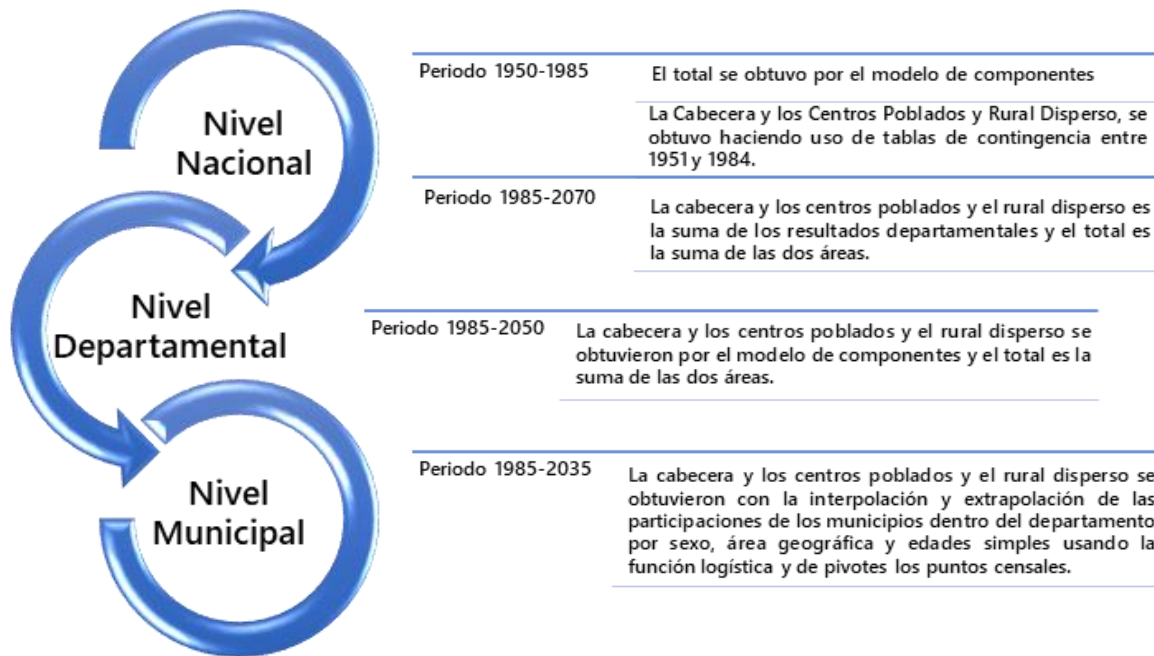 Nivel
Nacional
Periodo 1950-1985
El total se obtuvo por el modelo de componentes
La Cabecera y los Centros Poblados y Rural Disperso, se
obtuvo haciendo uso de tablas de contingencia entre
1951 y 1984.
Periodo 1985-2070
La cabecera y los centros poblados y el rural disperso es
la suma de los resultados departamentales y el total es
la suma de las dos áreas.
Nivel
Departamental
Periodo 1985-2050
La cabecera y los centros poblados y el rural disperso se
obtuvieron por el modelo de componentes y el total es la
suma de las dos áreas.
Nivel
Municipal
Periodo 1985-2035
La cabecera y los centros poblados y el rural disperso se
obtuvieron con la interpolación y extrapolación de las
participaciones de los municipios dentro del departamento
por sexo, área geográfica y edades simples usando la
función logística y de pivotes los puntos censales.